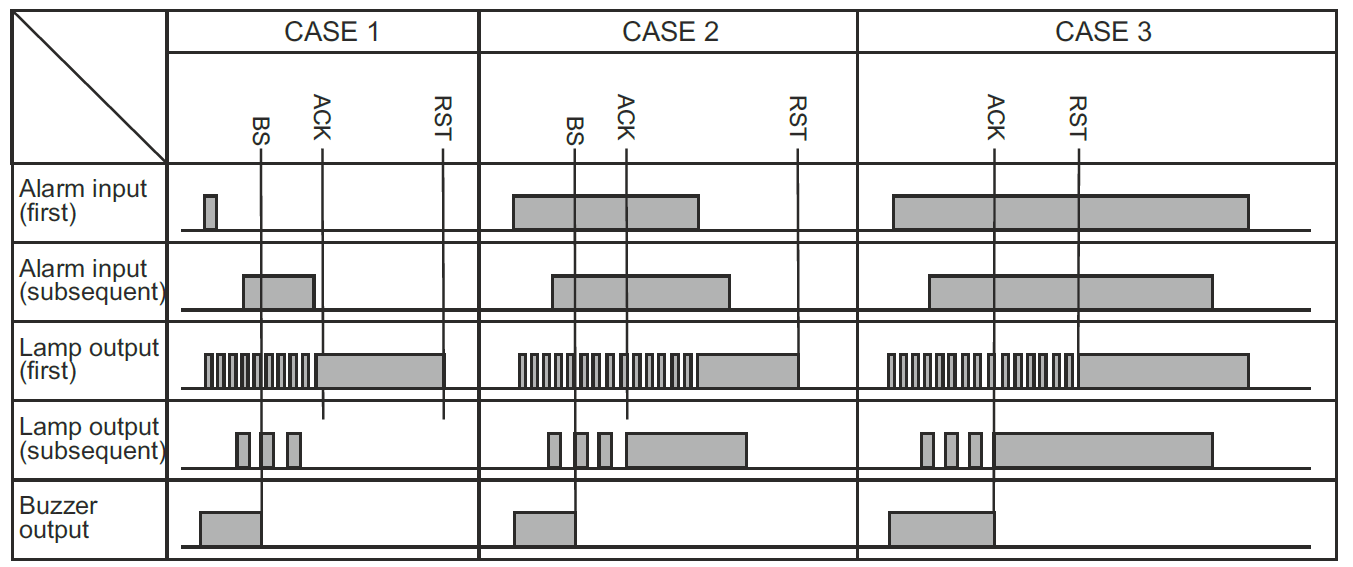 CASE 1
CASE 2
CASE 3
BS
ACK
RST
BS
ACK
RST
ACK
RST
Alarm input
(first)
Alarm input
(subsequent)
Lamp output
(first)
Lamp output
(subsequent)
Buzzer
output